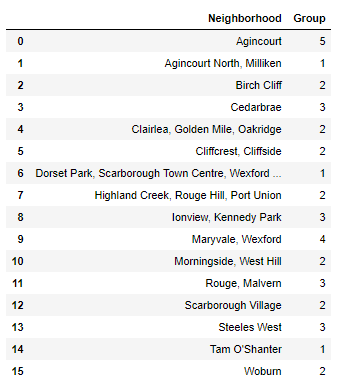 Neighborhood Group
0 Agincourt 5
1 Agincourt North, Milliken 1
2 Birch Cliff 2
3 Cedarbrae 3
4 Clairlea, Golden Mile, Oakridge 2
5 Cliffcrest, Cliffside 2
6 Dorset Park, Scarborough Town Centre, Wexford ... 1
7 Highland Creek, Rouge Hill, Port Union 2
8 Ionview, Kennedy Park 3
9 Maryvale, Wexford 4
10 Morningside, West Hill 2
11 Rouge, Malvern 3
12 Scarborough Village 2
13 Steeles West 3
14 Tam O'Shanter 1
15 Woburn 2